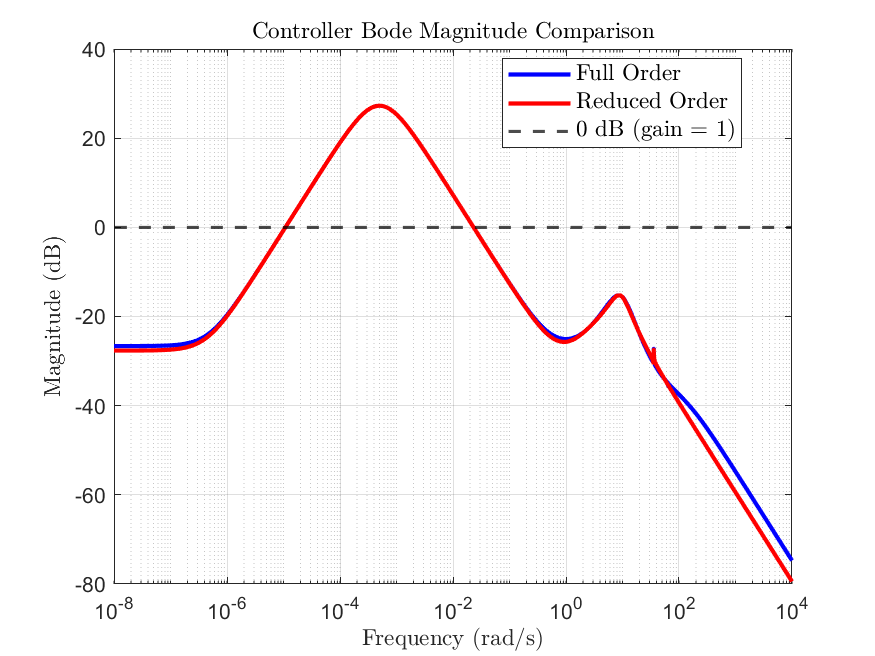 Controller Bode Magnitude Comparison
40
20
0
-20
-40
-60
-80
Magnitude (dB)
Full Order
Reduced Order
0 dB (gain = 1)
10^-8 10^-6 10^-4 10^-2 10^0 10^2 10^4
Frequency (rad/s)